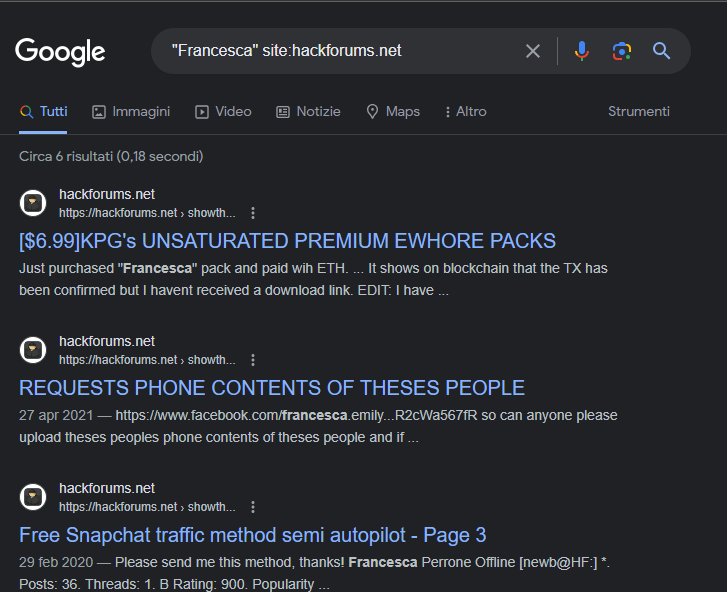 Google
"Francesca" site:hackforums.net
Tutti Immagini Video Notizie Maps Altro Strumenti
Circa 6 risultati (0,18 secondi)
hackforums.net
https://hackforums.net › showth...
[$6.99]KPG's UNSATURATED PREMIUM EWHORE PACKS
Just purchased "Francesca" pack and paid wih ETH. ... It shows on blockchain that the TX has
been confirmed but I havent received a download link. EDIT: I have ...
hackforums.net
https://hackforums.net › showth...
REQUESTS PHONE CONTENTS OF THESES PEOPLE
27 apr 2021 — https://www.facebook.com/francesca.emily...R2cWa567fR so can anyone please
upload theses peoples phone contents of theses people and if ...
hackforums.net
https://hackforums.net › showth...
Free Snapchat traffic method semi autopilot - Page 3
29 feb 2020 — Please send me this method, thanks! Francesca Perrone Offline [newb@HF:] *.
Posts: 36. Threads: 1. B Rating: 900. Popularity ...